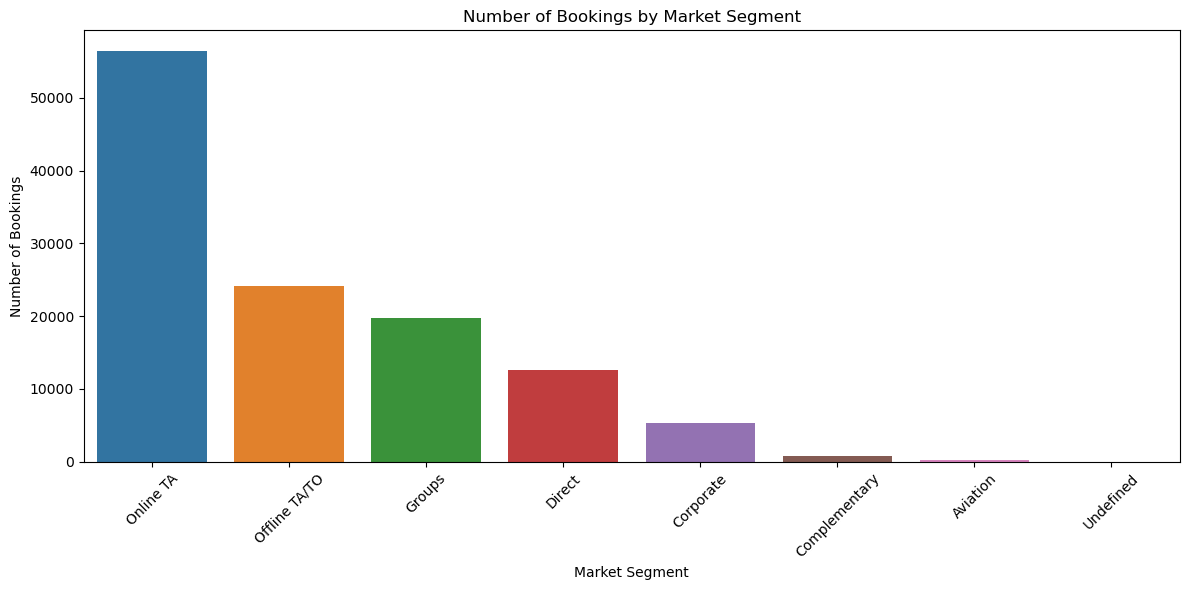 Number of Bookings by Market Segment
Number of Bookings
50000
40000
30000
20000
10000
0
Online TA
Offline TA/TO
Groups
Direct
Corporate
Complementary
Aviation
Undefined
Market Segment